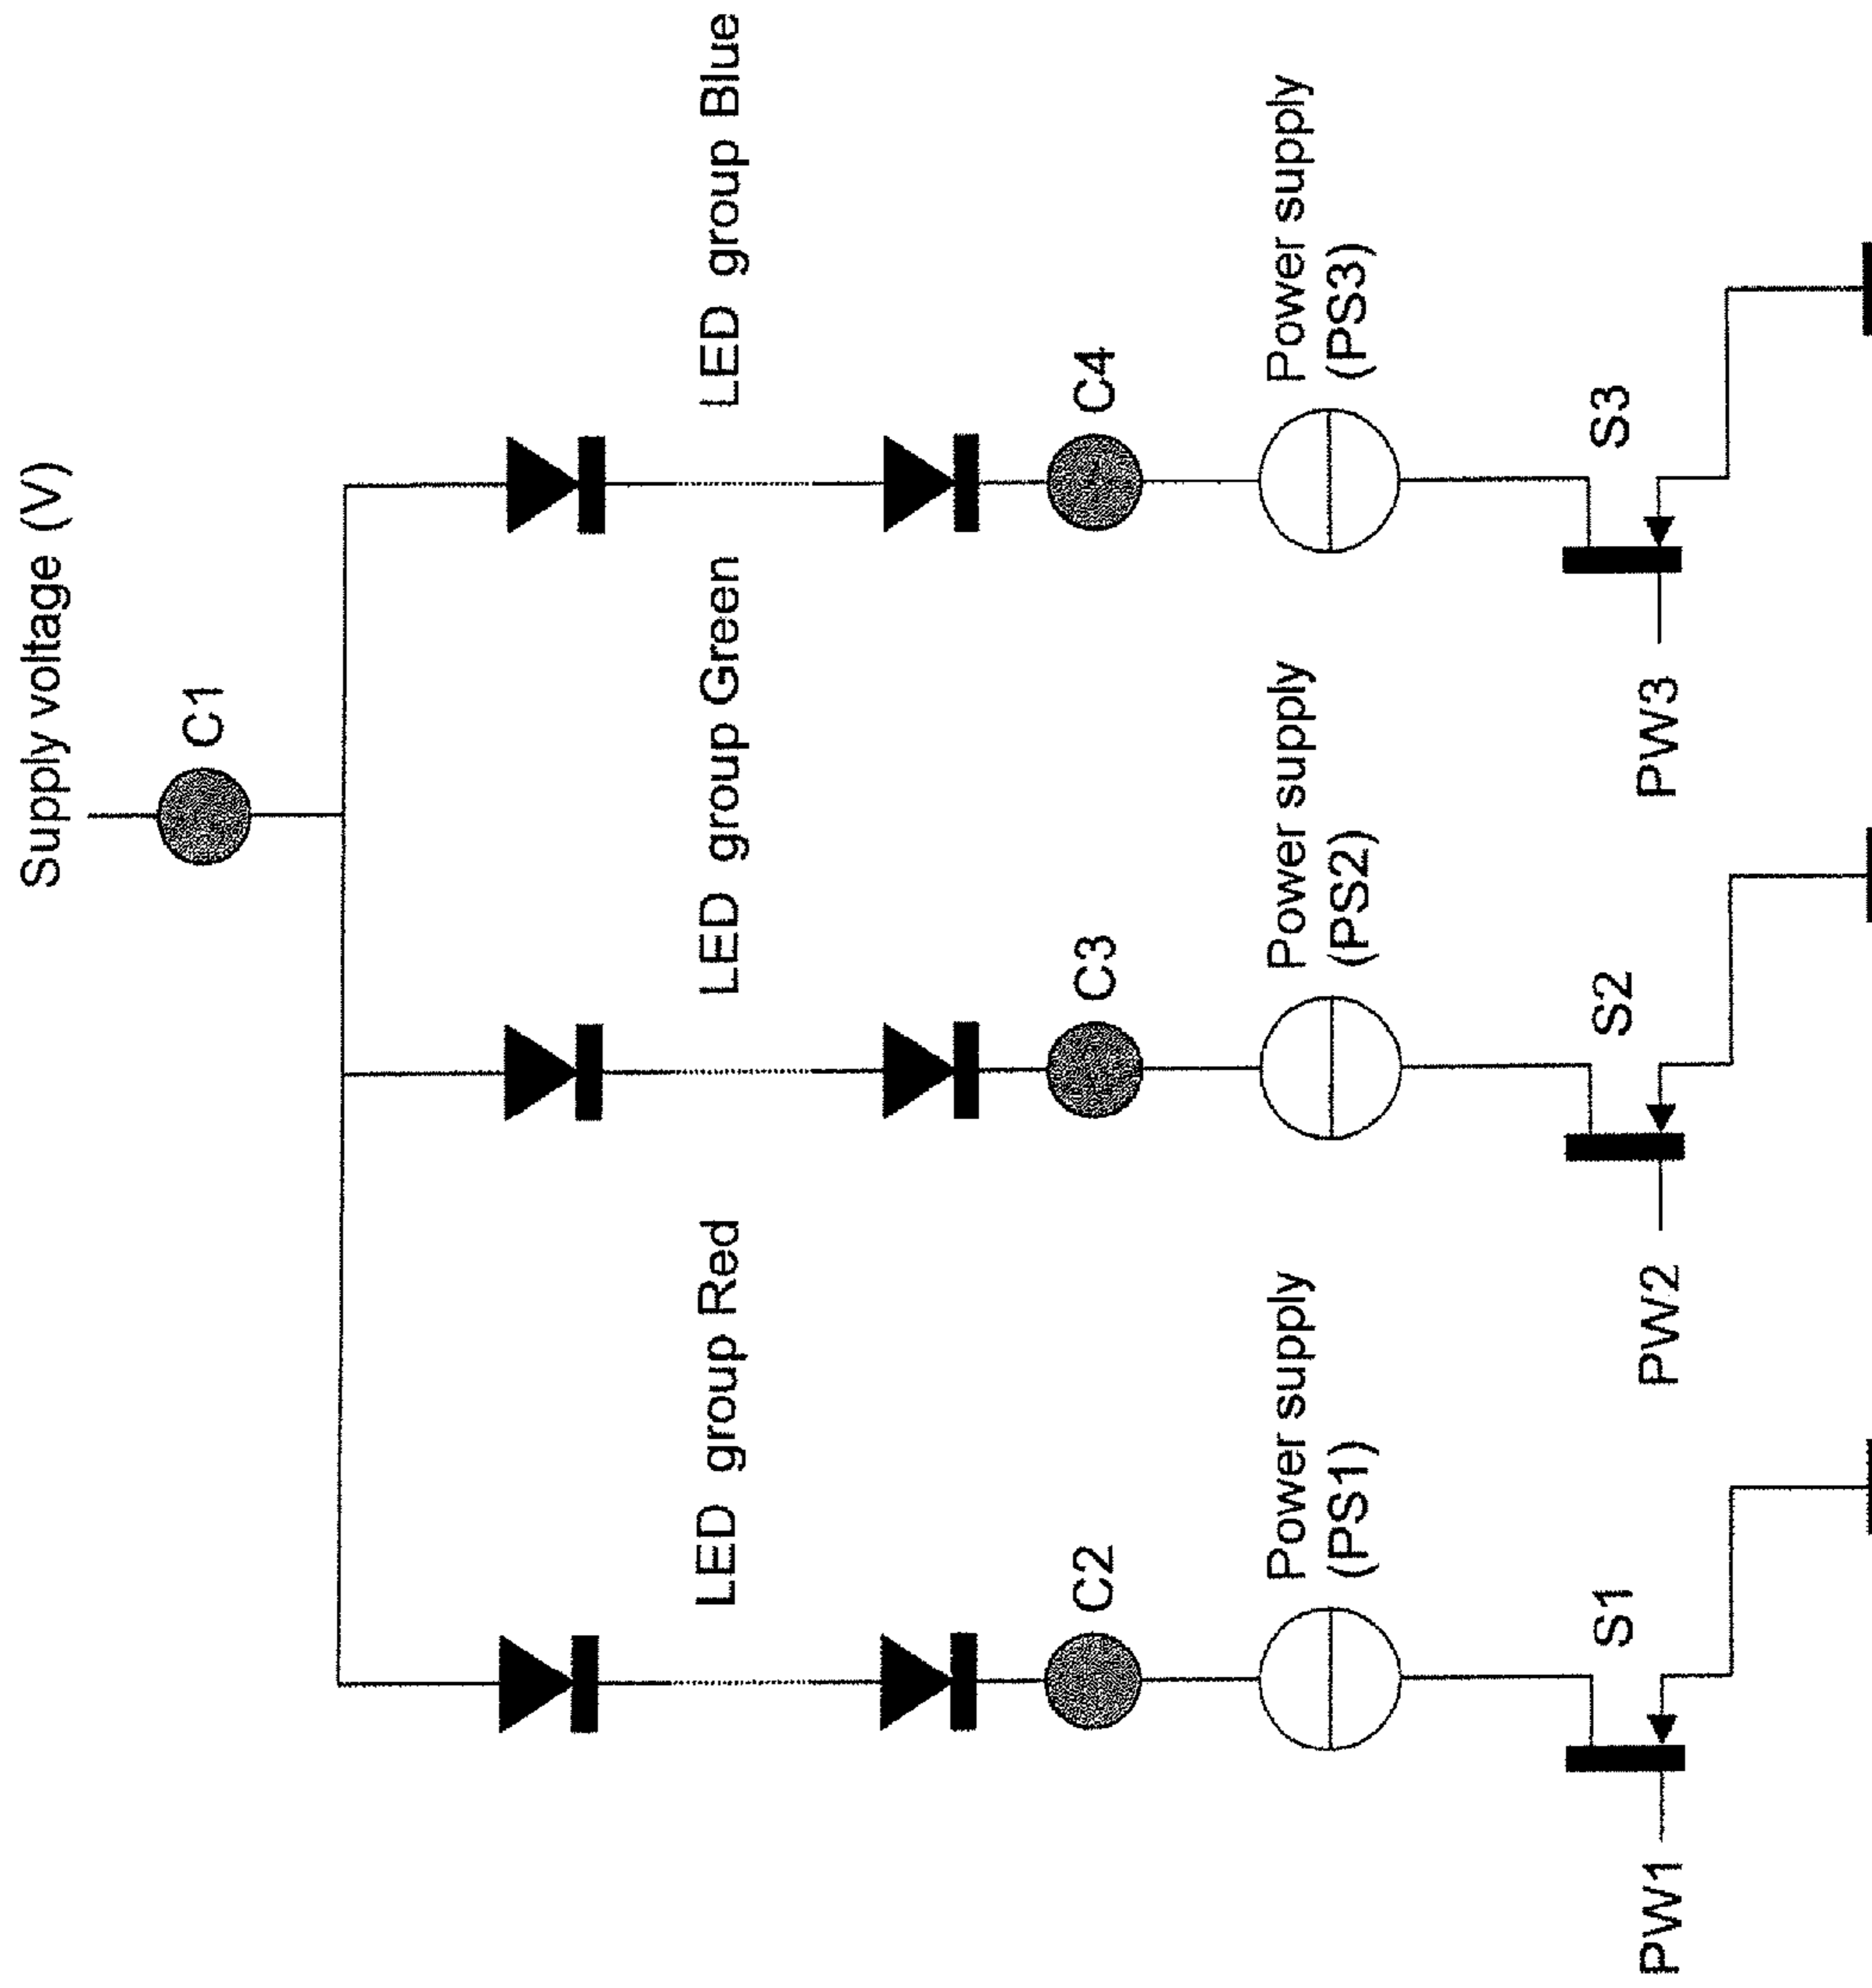 Supply voltage (V)
C1
LED group Red
LED group Green
LED group Blue
C2
C3
C4
Power supply
(PS1)
Power supply
(PS2)
Power supply
(PS3)
S1
S2
S3
PW1
PW2
PW3